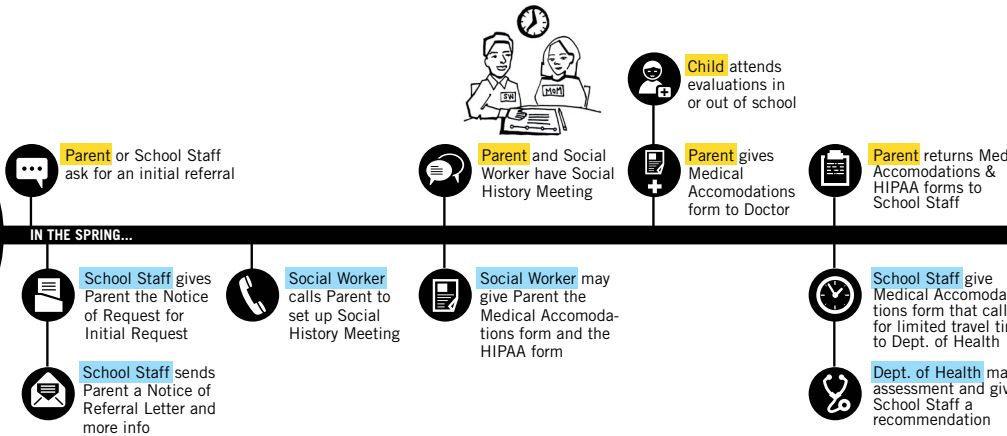 SW
MOM
Child attends
evaluations in
or out of school
Parent or School Staff
ask for an initial referral
Parent and Social
Worker have Social
History Meeting
Parent gives
Medical
Accomodations
form to Doctor
Parent returns Med
Accomodations &
HIPAA forms to
School Staff
IN THE SPRING...
School Staff gives
Parent the Notice
of Request for
Initial Request
Social Worker
calls Parent to
set up Social
History Meeting
Social Worker may
give Parent the
Medical Accomoda-
tions form and the
HIPAA form
School Staff give
Medical Accomoda
tions form that call
for limited travel ti
to Dept. of Health
School Staff sends
Parent a Notice of
Referral Letter and
more info
Dept. of Health ma
assessment and giv
School Staff a
recommendation